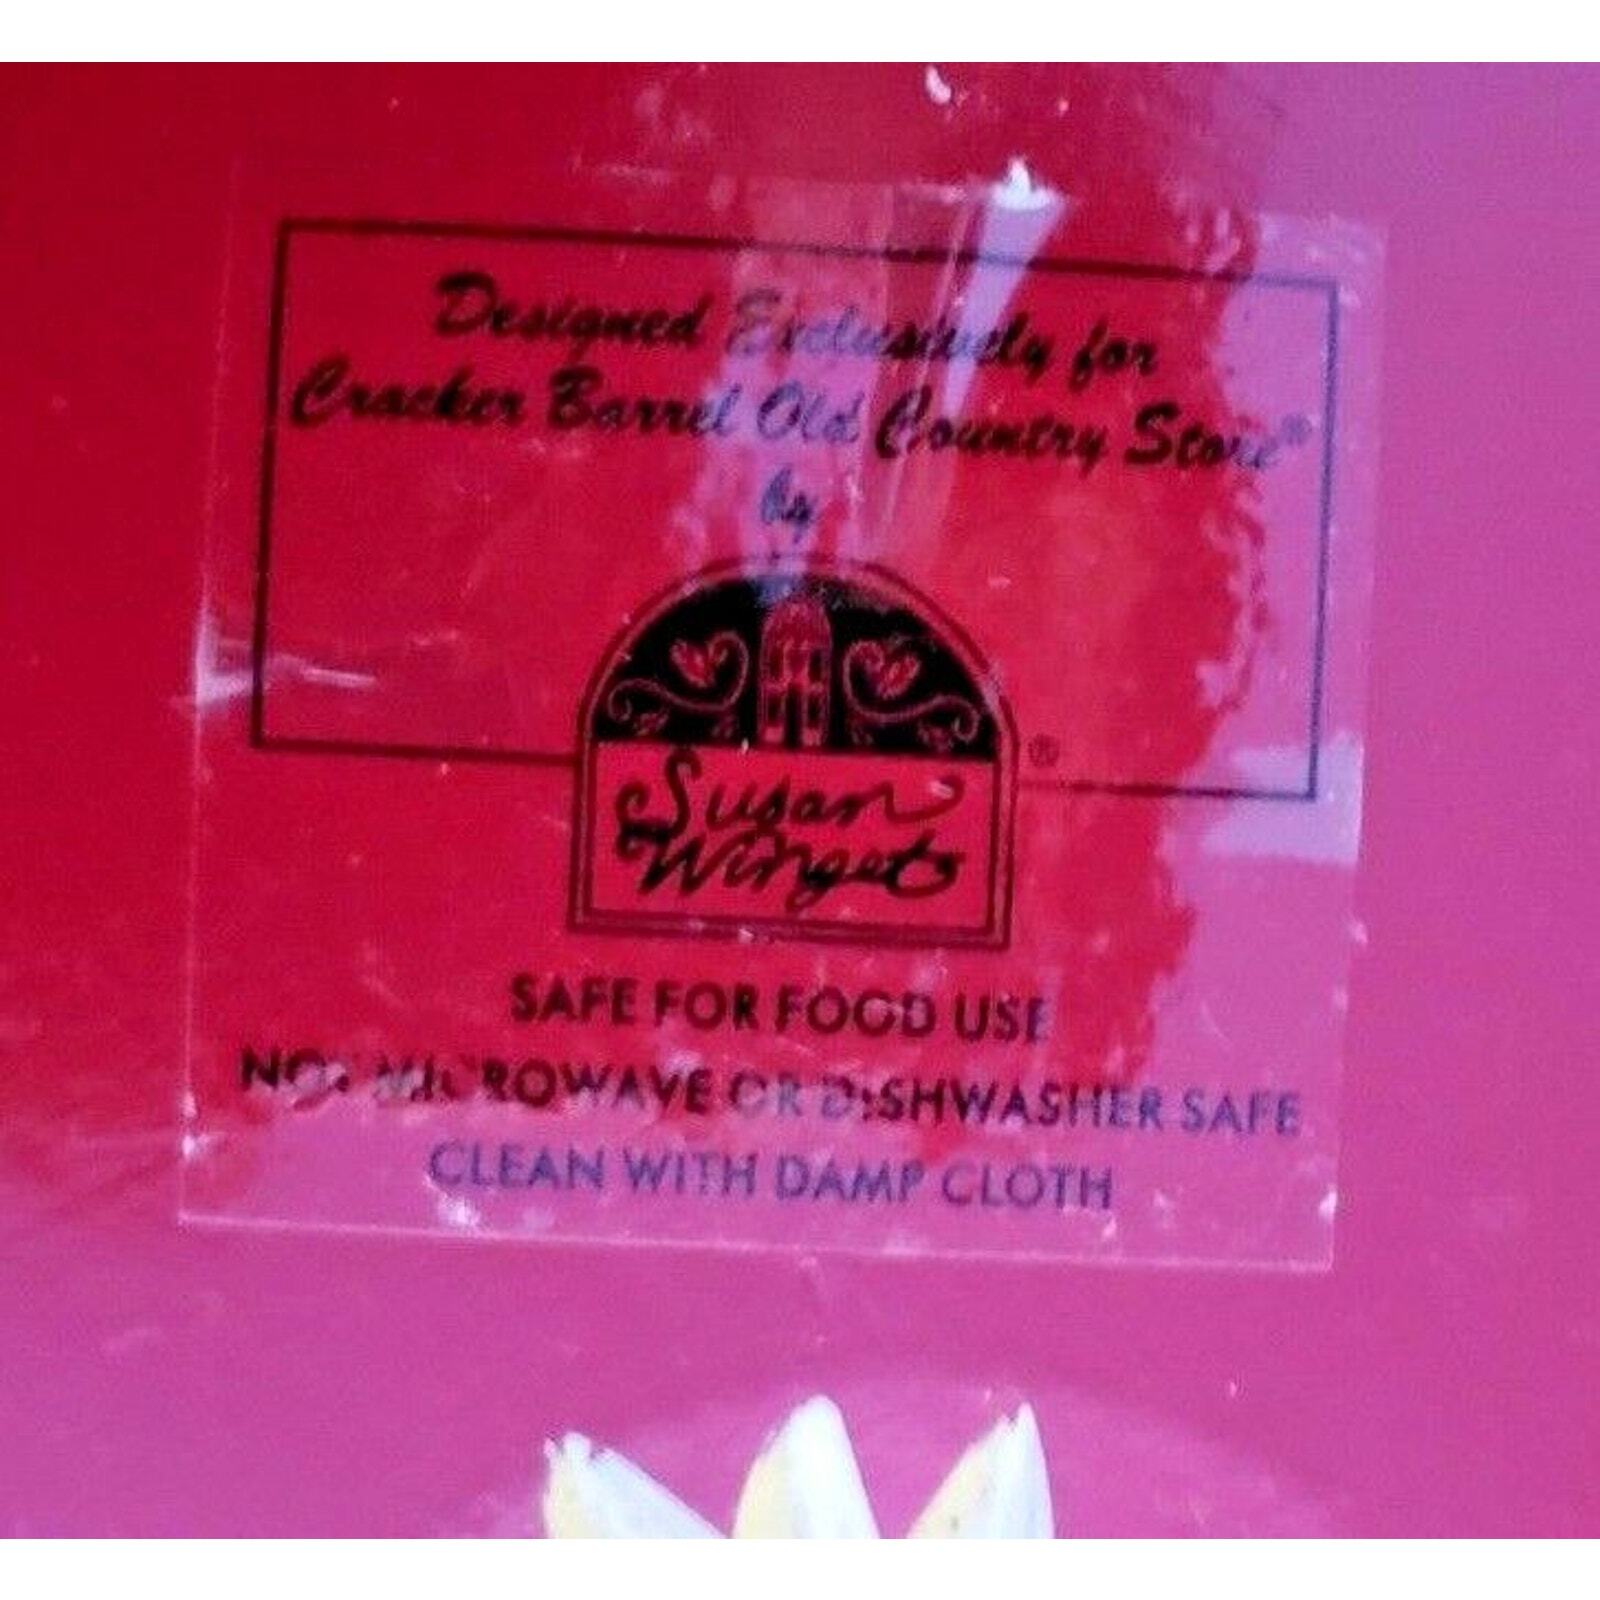 Designed Exclusively for
Cracker Barrel Old Country Store®
by
Susan
Winget
®
SAFE FOR FOOD USE
NOT MICROWAVE OR DISHWASHER SAFE
CLEAN WITH DAMP CLOTH